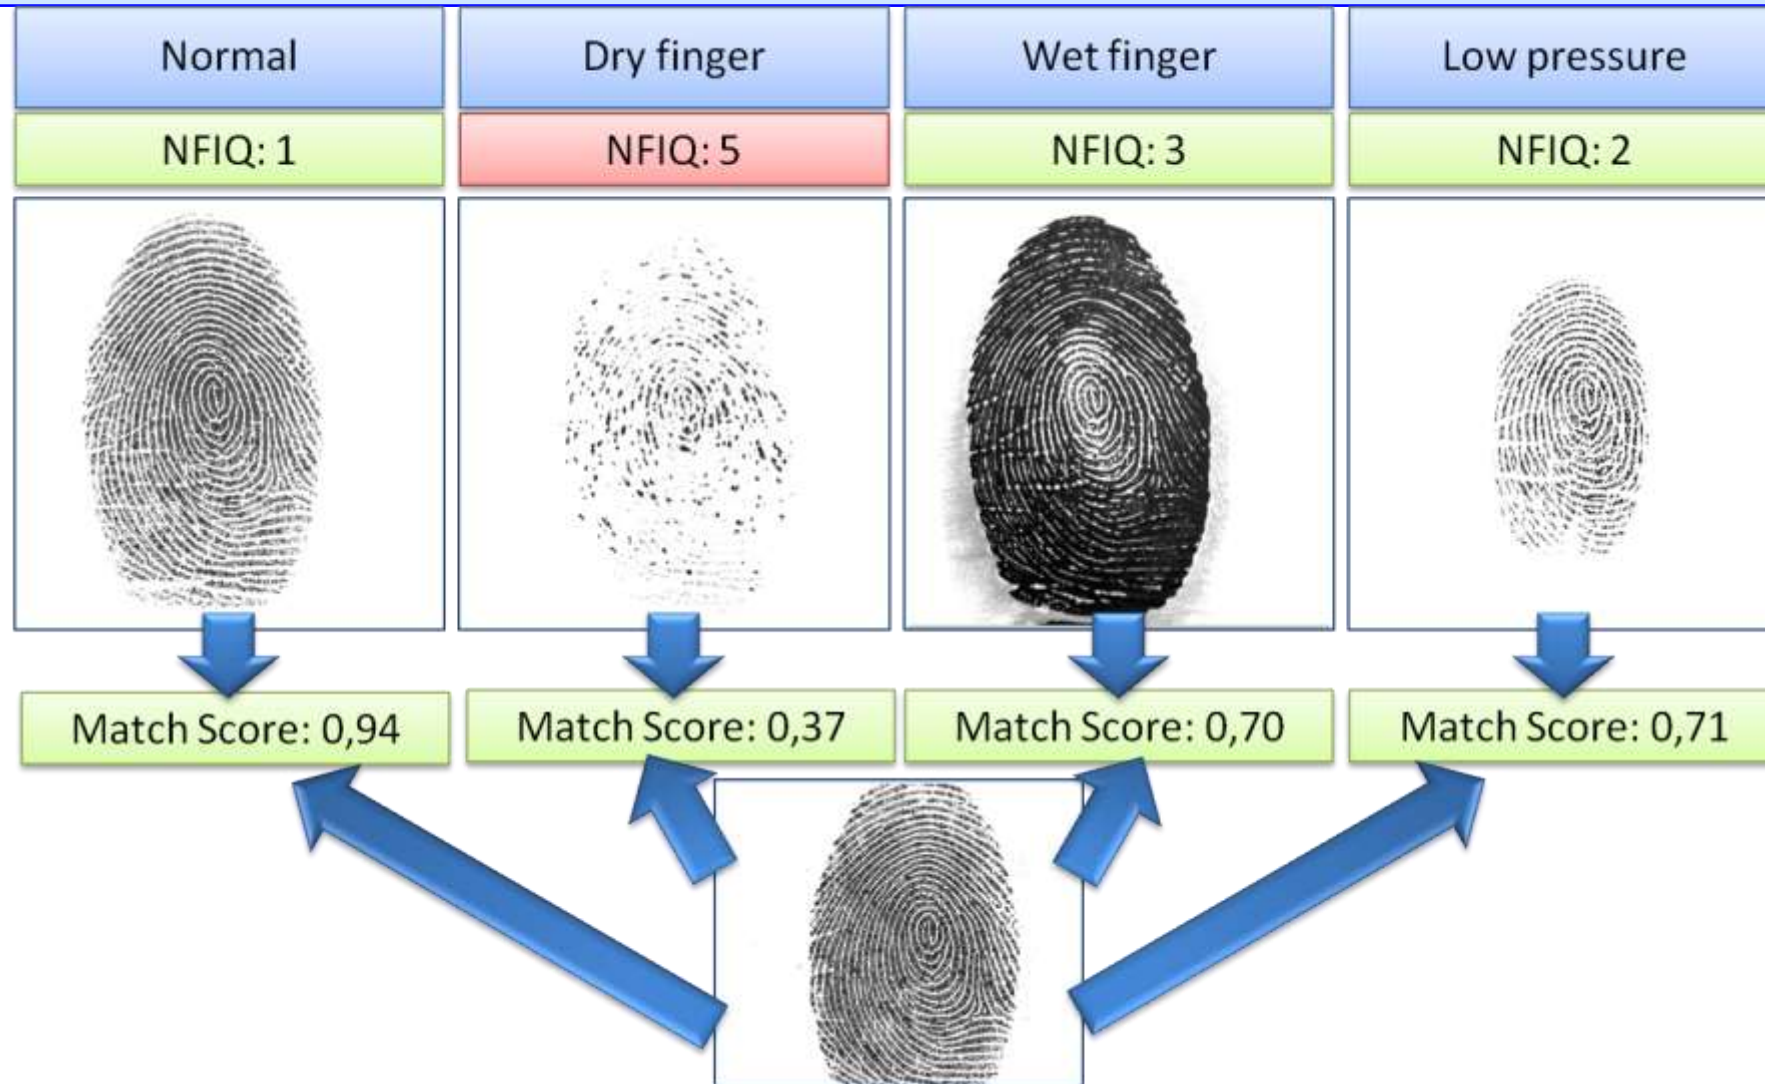 Normal
Dry finger
Wet finger
Low pressure
NFIQ: 1
NFIQ: 5
NFIQ: 3
NFIQ: 2
Match Score: 0,94
Match Score: 0,37
Match Score: 0,70
Match Score: 0,71